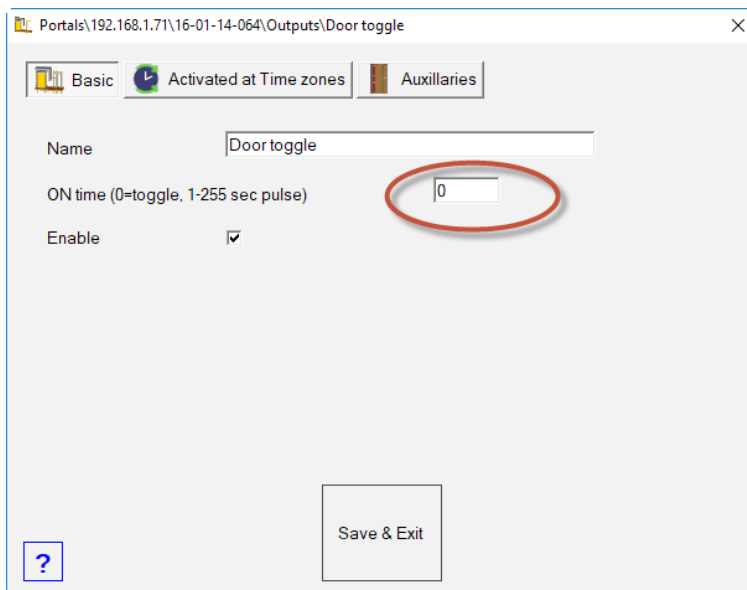 Portals\192.168.1.71\16-01-14-064\Outputs\Door toggle
Basic Activated at Time zones Auxillaries
Name Door toggle
ON time (0=toggle, 1-255 sec pulse) 0
Enable
Save & Exit
?